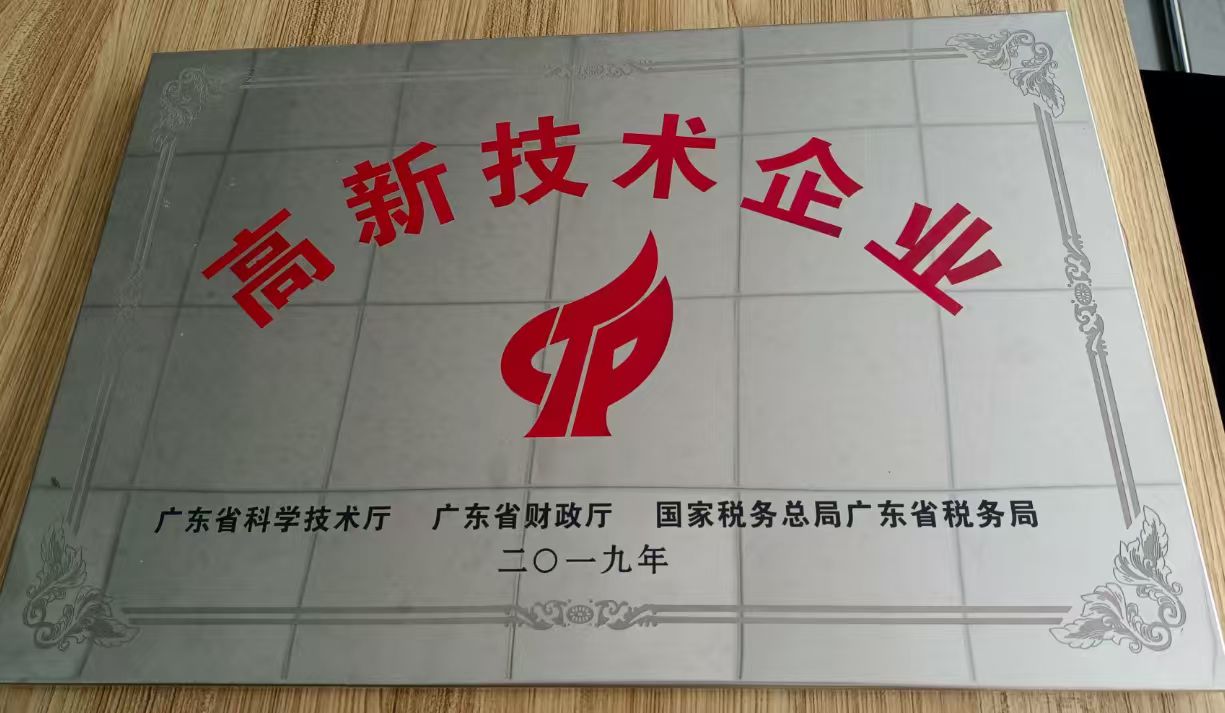 高新技术企业
广东省科学技术厅 广东省财政厅 国家税务总局广东省税务局
二〇一九年